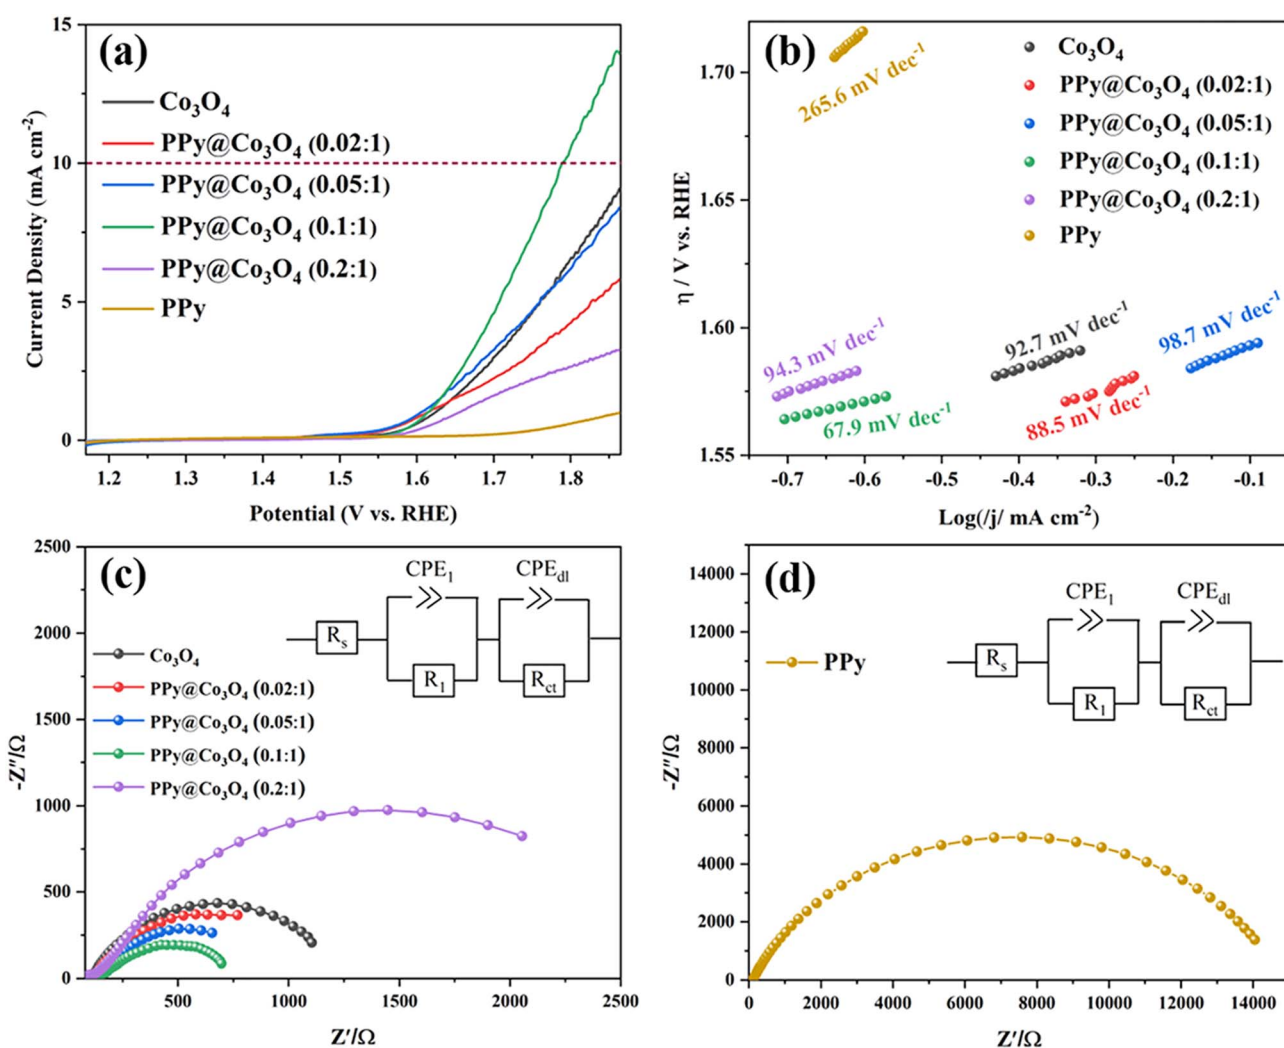 (a)
15
10
5
0
Current Density (mA cm⁻²)
Co₃O₄
PPy@Co₃O₄ (0.02:1)
PPy@Co₃O₄ (0.05:1)
PPy@Co₃O₄ (0.1:1)
PPy@Co₃O₄ (0.2:1)
PPy
1.2 1.3 1.4 1.5 1.6 1.7 1.8
Potential (V vs. RHE)
(b)
1.70
1.65
1.60
1.55
η / V vs. RHE
Co₃O₄
PPy@Co₃O₄ (0.02:1)
PPy@Co₃O₄ (0.05:1)
PPy@Co₃O₄ (0.1:1)
PPy@Co₃O₄ (0.2:1)
PPy
265.6 mV dec⁻¹
94.3 mV dec⁻¹
67.9 mV dec⁻¹
92.7 mV dec⁻¹
88.5 mV dec⁻¹
98.7 mV dec⁻¹
-0.7 -0.6 -0.5 -0.4 -0.3 -0.2 -0.1
Log(/j/ mA cm⁻²)
(c)
2500
2000
1500
1000
500
0
-Z″/Ω
CPE₁ CPE_dl
R_s
R₁ R_ct
Co₃O₄
PPy@Co₃O₄ (0.02:1)
PPy@Co₃O₄ (0.05:1)
PPy@Co₃O₄ (0.1:1)
PPy@Co₃O₄ (0.2:1)
500 1000 1500 2000 2500
Z′/Ω
(d)
14000
12000
10000
8000
6000
4000
2000
0
-Z″/Ω
PPy
CPE₁ CPE_dl
R_s
R₁ R_ct
0 2000 4000 6000 8000 10000 12000 14000
Z′/Ω